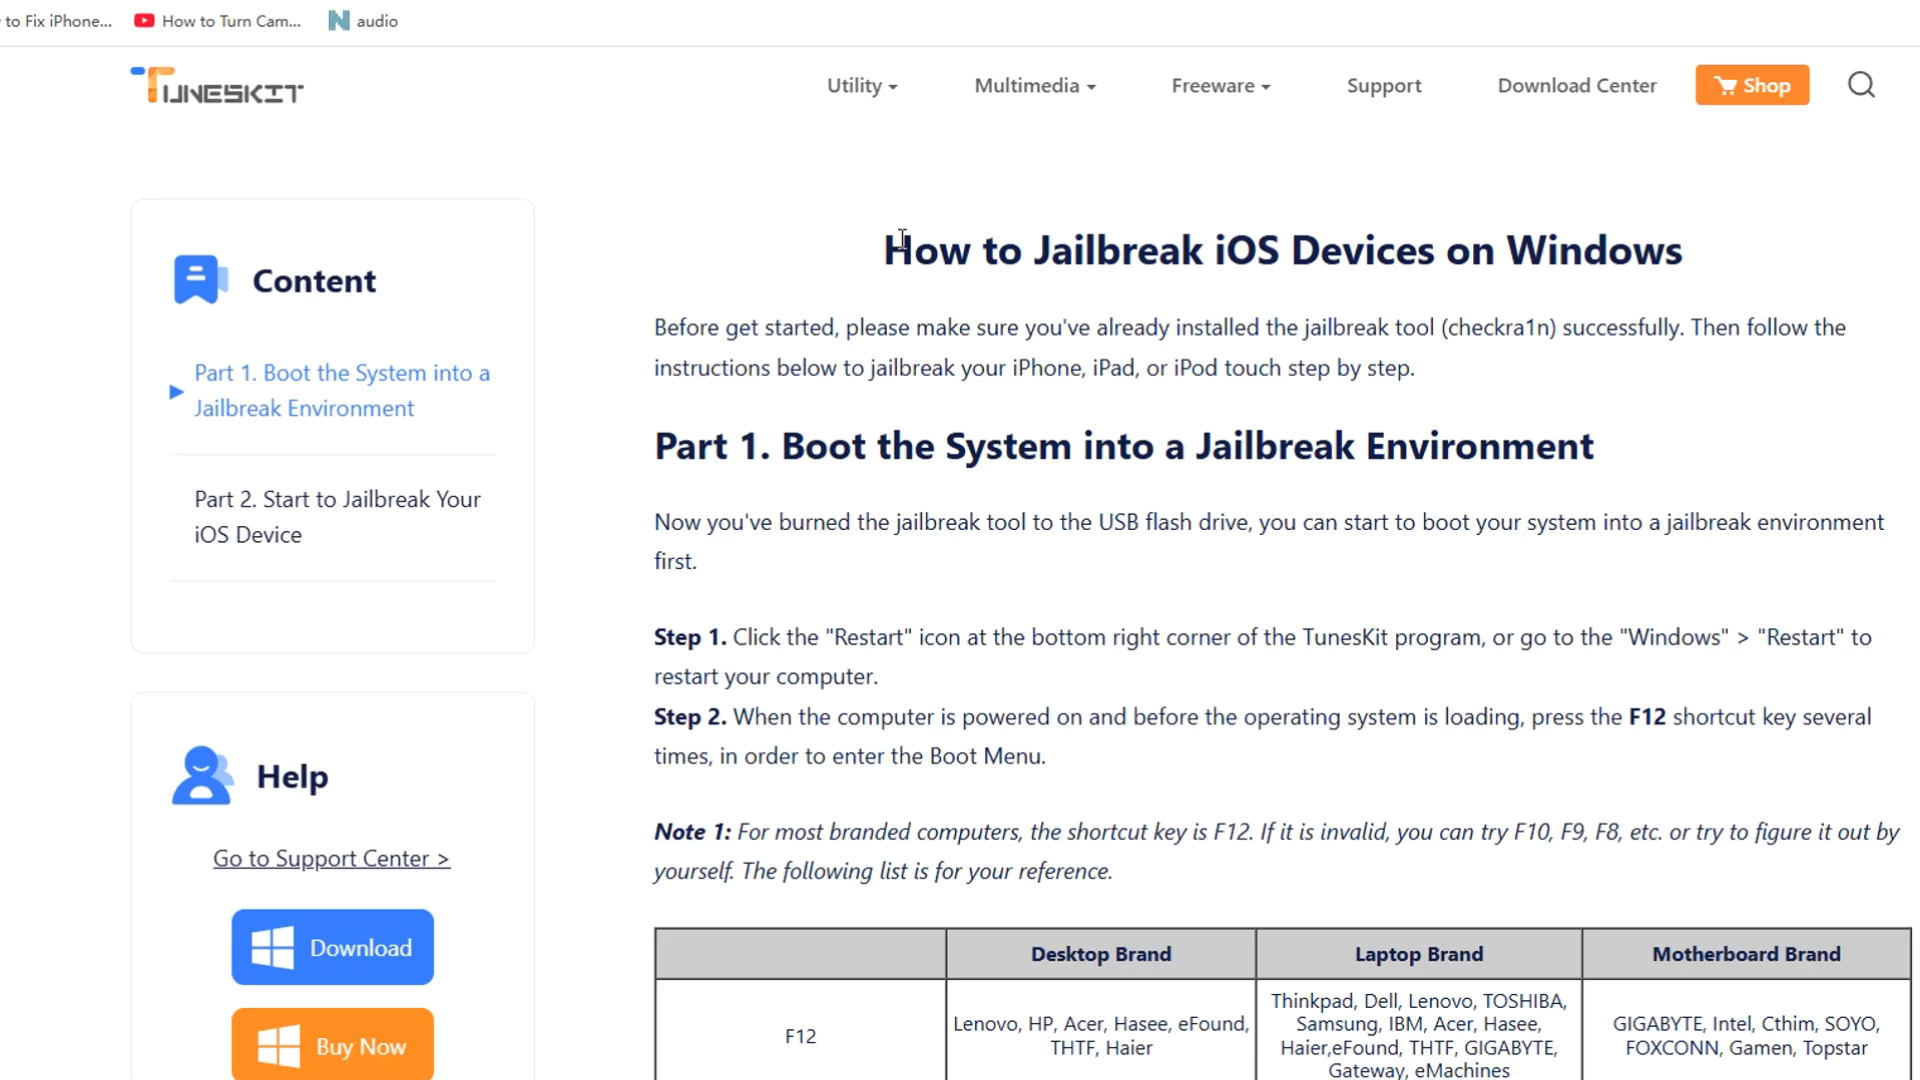 to Fix iPhone... How to Turn Cam... audio
TUNESKIT Utility Multimedia Freeware Support Download Center Shop
Content
Part 1. Boot the System into a
Jailbreak Environment
Part 2. Start to Jailbreak Your
iOS Device
Help
Go to Support Center >
Download
Buy Now
How to Jailbreak iOS Devices on Windows
Before get started, please make sure you've already installed the jailbreak tool (checkra1n) successfully. Then follow the
instructions below to jailbreak your iPhone, iPad, or iPod touch step by step.
Part 1. Boot the System into a Jailbreak Environment
Now you've burned the jailbreak tool to the USB flash drive, you can start to boot your system into a jailbreak environment
first.
Step 1. Click the "Restart" icon at the bottom right corner of the TunesKit program, or go to the "Windows" > "Restart" to
restart your computer.
Step 2. When the computer is powered on and before the operating system is loading, press the F12 shortcut key several
times, in order to enter the Boot Menu.
Note 1: For most branded computers, the shortcut key is F12. If it is invalid, you can try F10, F9, F8, etc. or try to figure it out by
yourself. The following list is for your reference.
Desktop Brand Laptop Brand Motherboard Brand
F12
Lenovo, HP, Acer, Hasee, eFound,
THTF, Haier
Thinkpad, Dell, Lenovo, TOSHIBA,
Samsung, IBM, Acer, Hasee,
Haier,eFound, THTF, GIGABYTE,
Gateway, eMachines
GIGABYTE, Intel, Cthim, SOYO,
FOXCONN, Gamen, Topstar